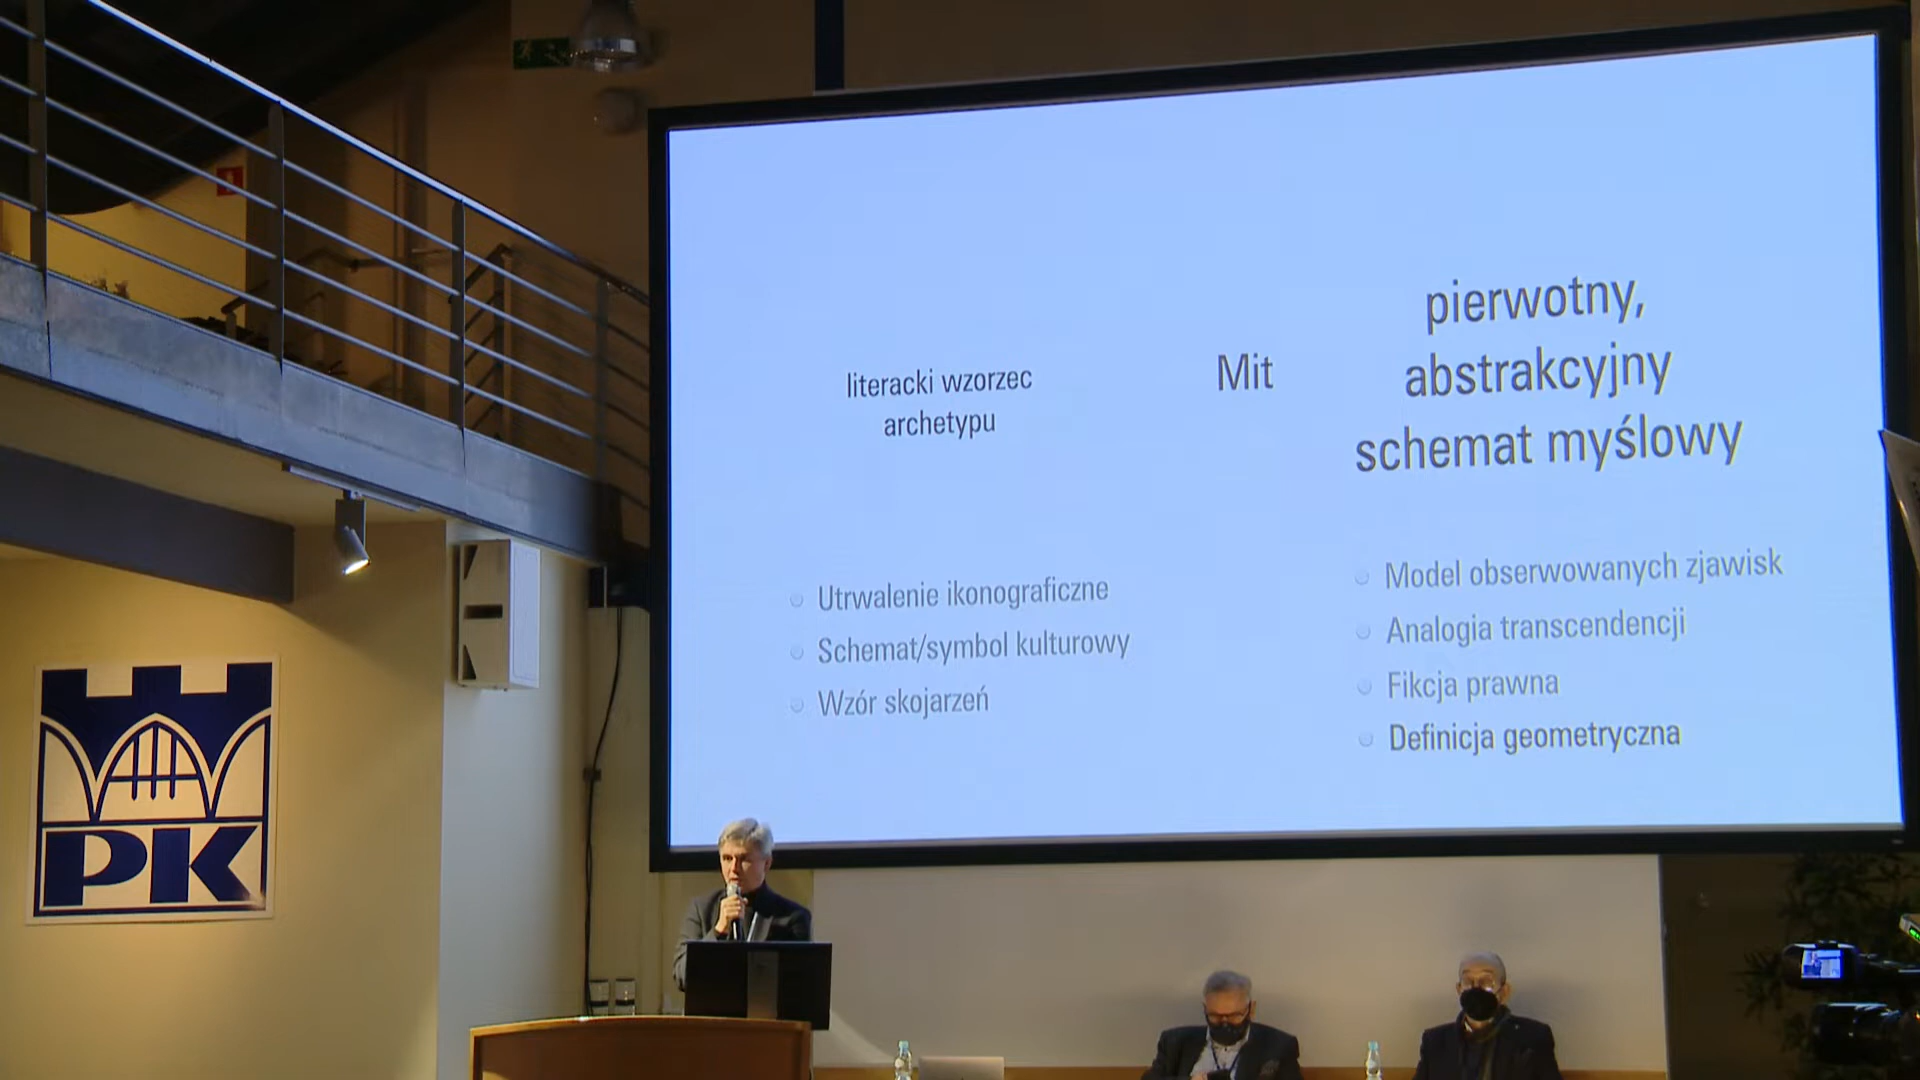 literacki wzorzec
archetypu
Mit
pierwotny,
abstrakcyjny
schemat myślowy
Utrwalenie ikonograficzne
Schemat/symbol kulturowy
Wzór skojarzeń
Model obserwowanych zjawisk
Analogia transcendencji
Fikcja prawna
Definicja geometryczna
PK